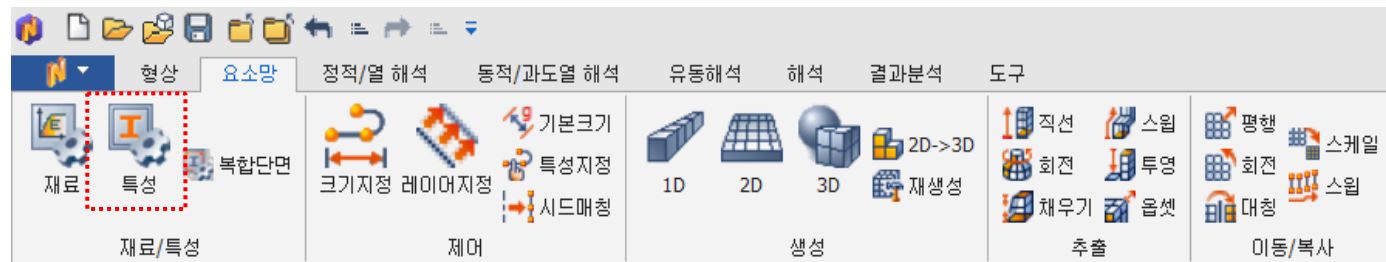 형상 요소망 정적/열 해석 동적/과도열 해석 유동해석 해석 결과분석 도구
재료 특성 복합단면
재료/특성
크기지정 레이어지정 기본크기
특성지정
시드매칭
제어
1D 2D 3D 2D->3D
재생성
생성
직선 스윕
회전 투영
채우기 옵셋
추출
평행 스케일
회전 스윕
대칭
이동/복사